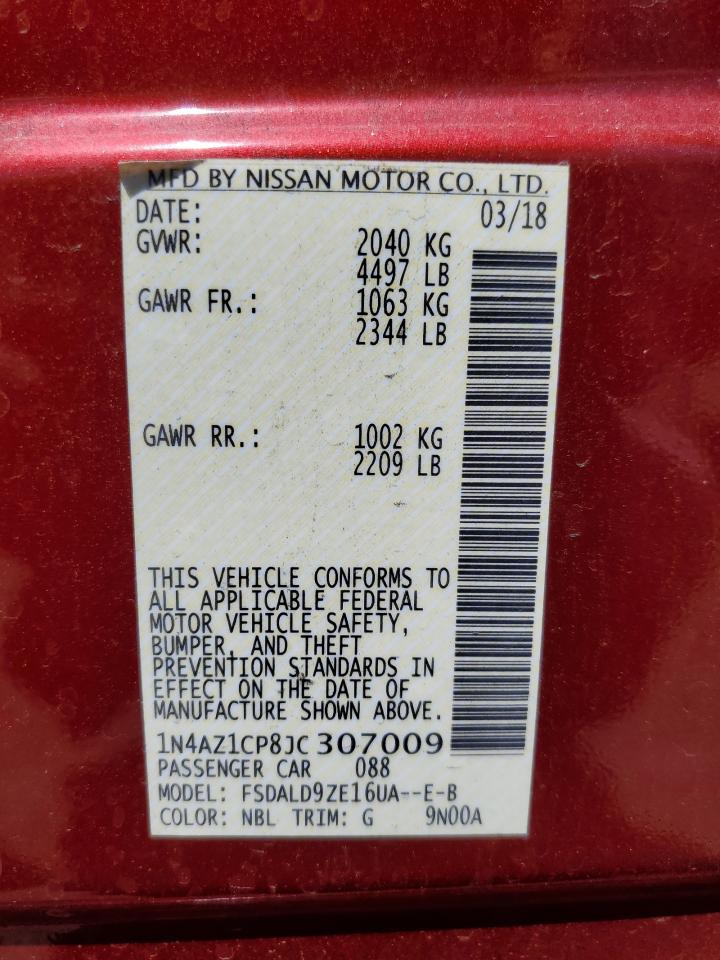 MFD BY NISSAN MOTOR CO., LTD.
DATE: 03/18
GVWR: 2040 KG
4497 LB
GAWR FR.: 1063 KG
2344 LB
GAWR RR.: 1002 KG
2209 LB
THIS VEHICLE CONFORMS TO
ALL APPLICABLE FEDERAL
MOTOR VEHICLE SAFETY,
BUMPER, AND THEFT
PREVENTION STANDARDS IN
EFFECT ON THE DATE OF
MANUFACTURE SHOWN ABOVE.
1N4AZ1CP8JC 307009
PASSENGER CAR 088
MODEL: FSDALD9ZE16UA--E-B
COLOR: NBL TRIM: G 9N00A